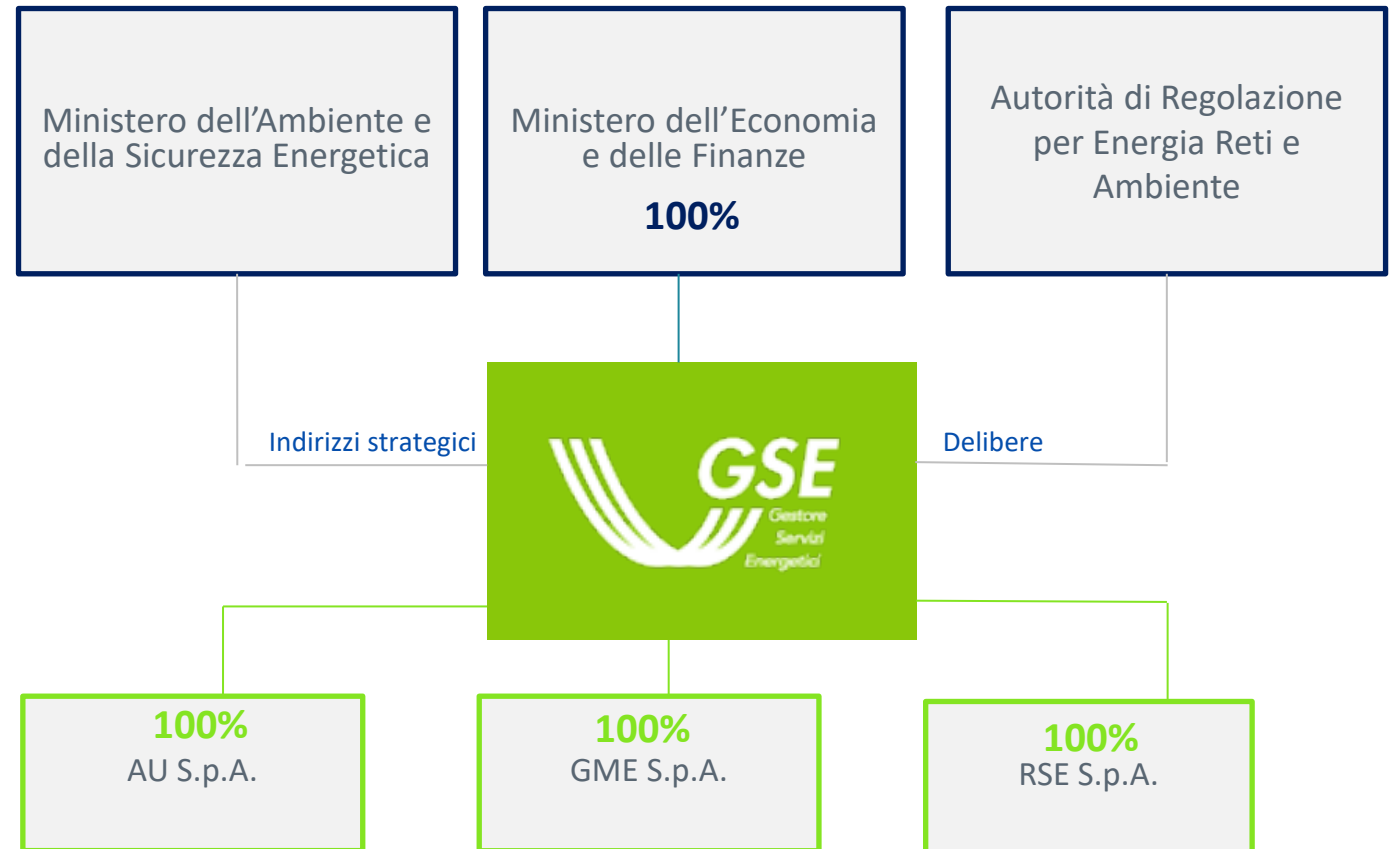 Ministero dell’Ambiente e
della Sicurezza Energetica
Ministero dell’Economia
e delle Finanze
100%
Autorità di Regolazione
per Energia Reti e
Ambiente
Indirizzi strategici
GSE
Gestore
Servizi
Energetici
Delibere
100%
AU S.p.A.
100%
GME S.p.A.
100%
RSE S.p.A.